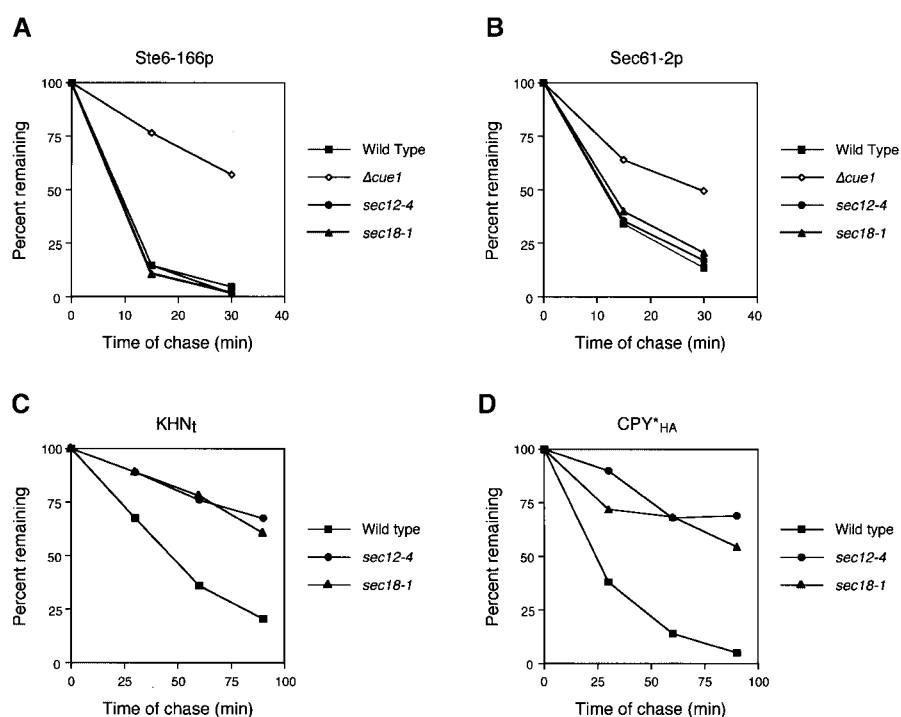 A
Ste6-166p
100
75
50
25
0
0 10 20 30 40
Percent remaining
Time of chase (min)
Wild Type
Δcue1
sec12-4
sec18-1
B
Sec61-2p
100
75
50
25
0
0 10 20 30 40
Percent remaining
Time of chase (min)
Wild Type
Δcue1
sec12-4
sec18-1
C
KHNt
100
75
50
25
0
0 25 50 75 100
Percent remaining
Time of chase (min)
Wild type
sec12-4
sec18-1
D
CPY*HA
100
75
50
25
0
0 25 50 75 100
Percent remaining
Time of chase (min)
Wild type
sec12-4
sec18-1